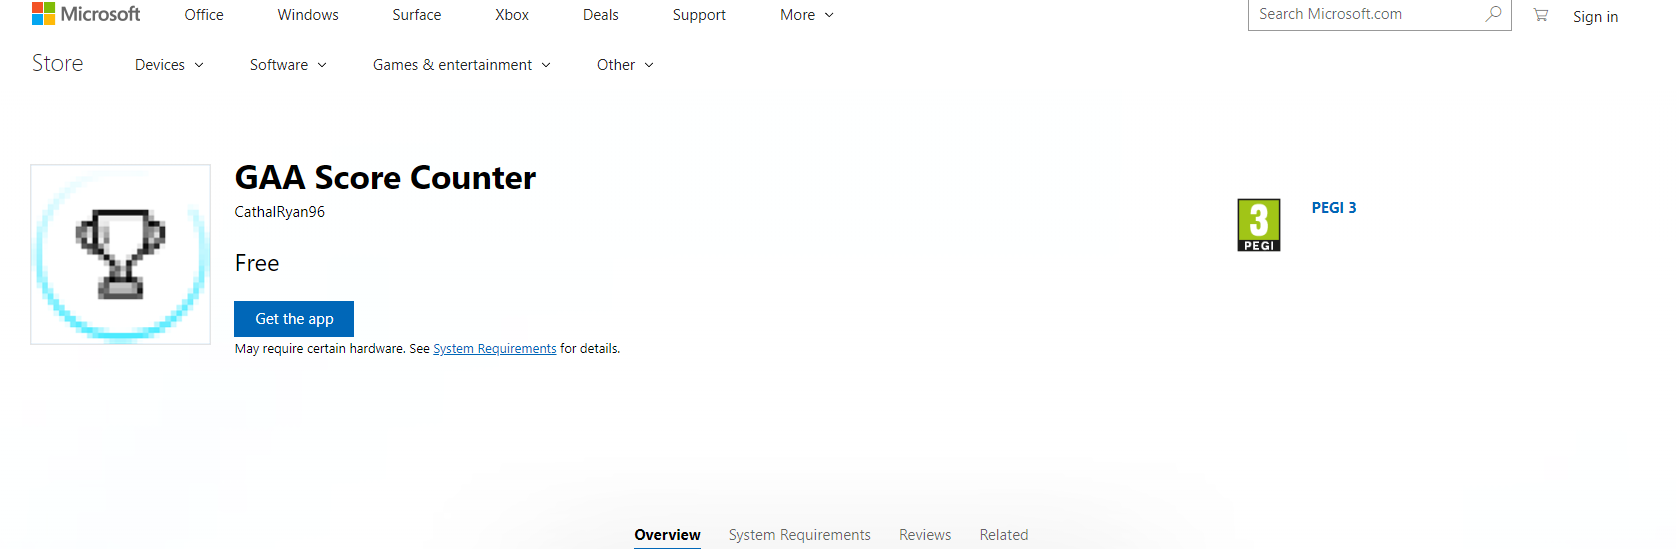 Microsoft Office Windows Surface Xbox Deals Support More Search Microsoft.com Sign in
Store Devices Software Games & entertainment Other
GAA Score Counter
CathalRyan96
3 PEGI
PEGI 3
Free
Get the app
May require certain hardware. See System Requirements for details.
Overview System Requirements Reviews Related